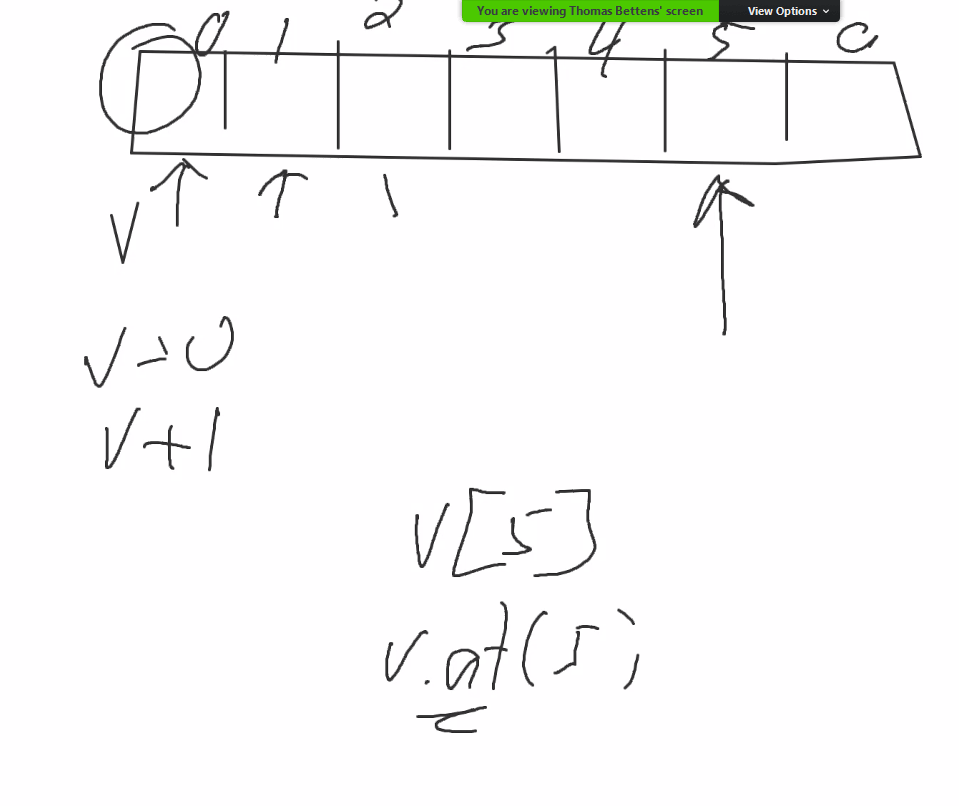 You are viewing Thomas Bettens' screen View Options
0 1 2 3 4 5
V
V = 0
V + 1
V[5]
V.at(5)